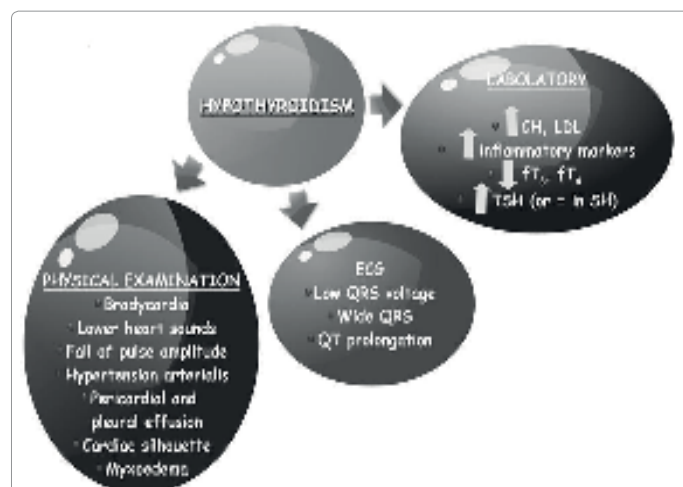 HYPOTHYROIDISM
LABOLATORY
CH, LDL
inflammatory markers
fT3, fT4
TSH (or = in SH)
PHYSICAL EXAMINATION
Bradycardia
Lower heart sounds
Fall of pulse amplitude
Hypertension arterialis
Pericardial and
pleural effusion
Cardiac silhouette
Myxoedema
ECG
Low QRS voltage
Wide QRS
QT prolongation